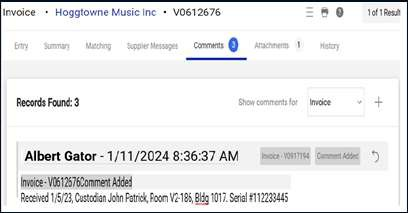 Invoice • Hoggtowne Music Inc • V0612676 1 of 1 Result
Entry Summary Matching Supplier Messages Comments 3 Attachments 1 History
Records Found: 3 Show comments for Invoice
Albert Gator - 1/11/2024 8:36:37 AM Invoice - V0917194 Comment Added
Invoice - V0612676Comment Added
Received 1/5/23, Custodian John Patrick, Room V2-186, Bldg 1017. Serial #112233445